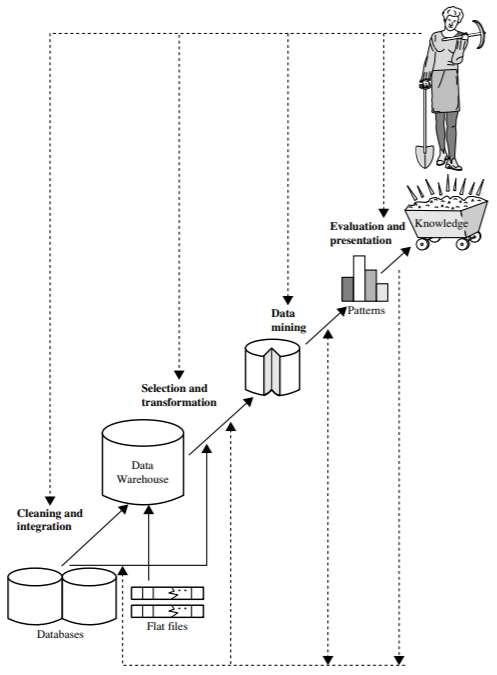 Knowledge
Evaluation and
presentation
Patterns
Data
mining
Selection and
transformation
Data
Warehouse
Cleaning and
integration
Databases
Flat files